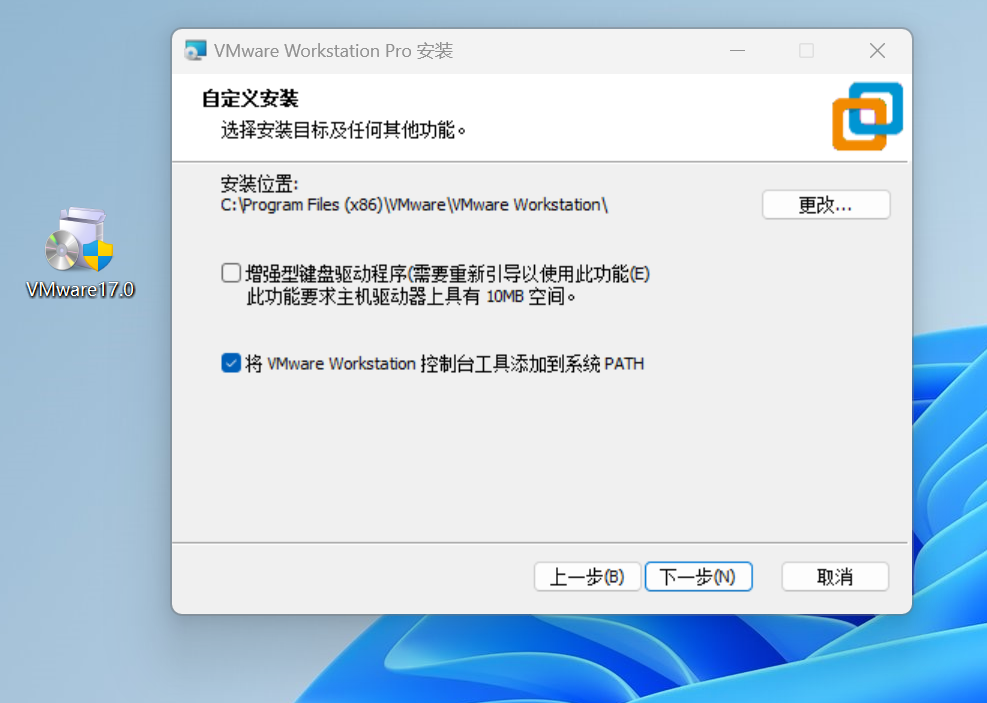 VMware Workstation Pro 安装
自定义安装
选择安装目标及任何其他功能。
安装位置:
C:\Program Files (x86)\VMware\VMware Workstation\
更改...
增强型键盘驱动程序(需要重新引导以使用此功能(E)
此功能要求主机驱动器上具有 10MB 空间。
VMware17.0
将 VMware Workstation 控制台工具添加到系统 PATH
上一步(B)
下一步(N)
取消